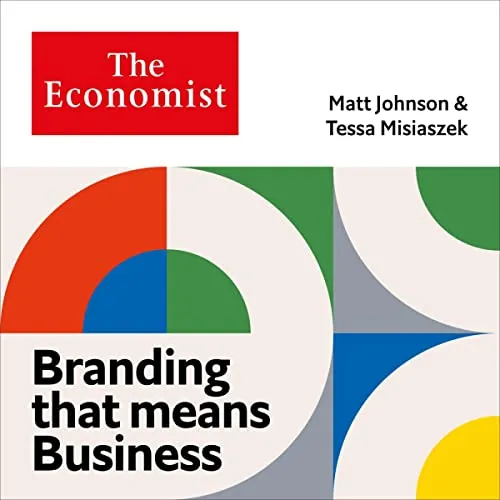 The
Economist
Matt Johnson &
Tessa Misiaszek
Branding
that means
Business